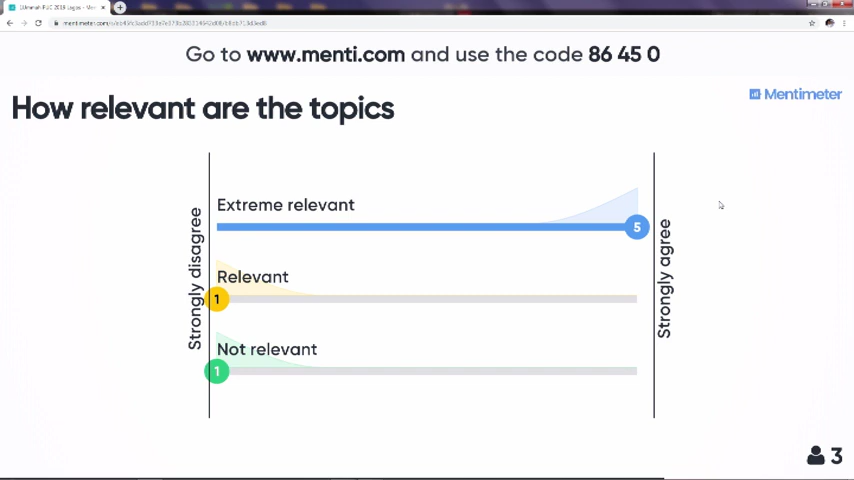 Go to www.menti.com and use the code 86 45 0
How relevant are the topics
Mentimeter
Extreme relevant
5
Relevant
1
Not relevant
1
Strongly disagree
Strongly agree
3